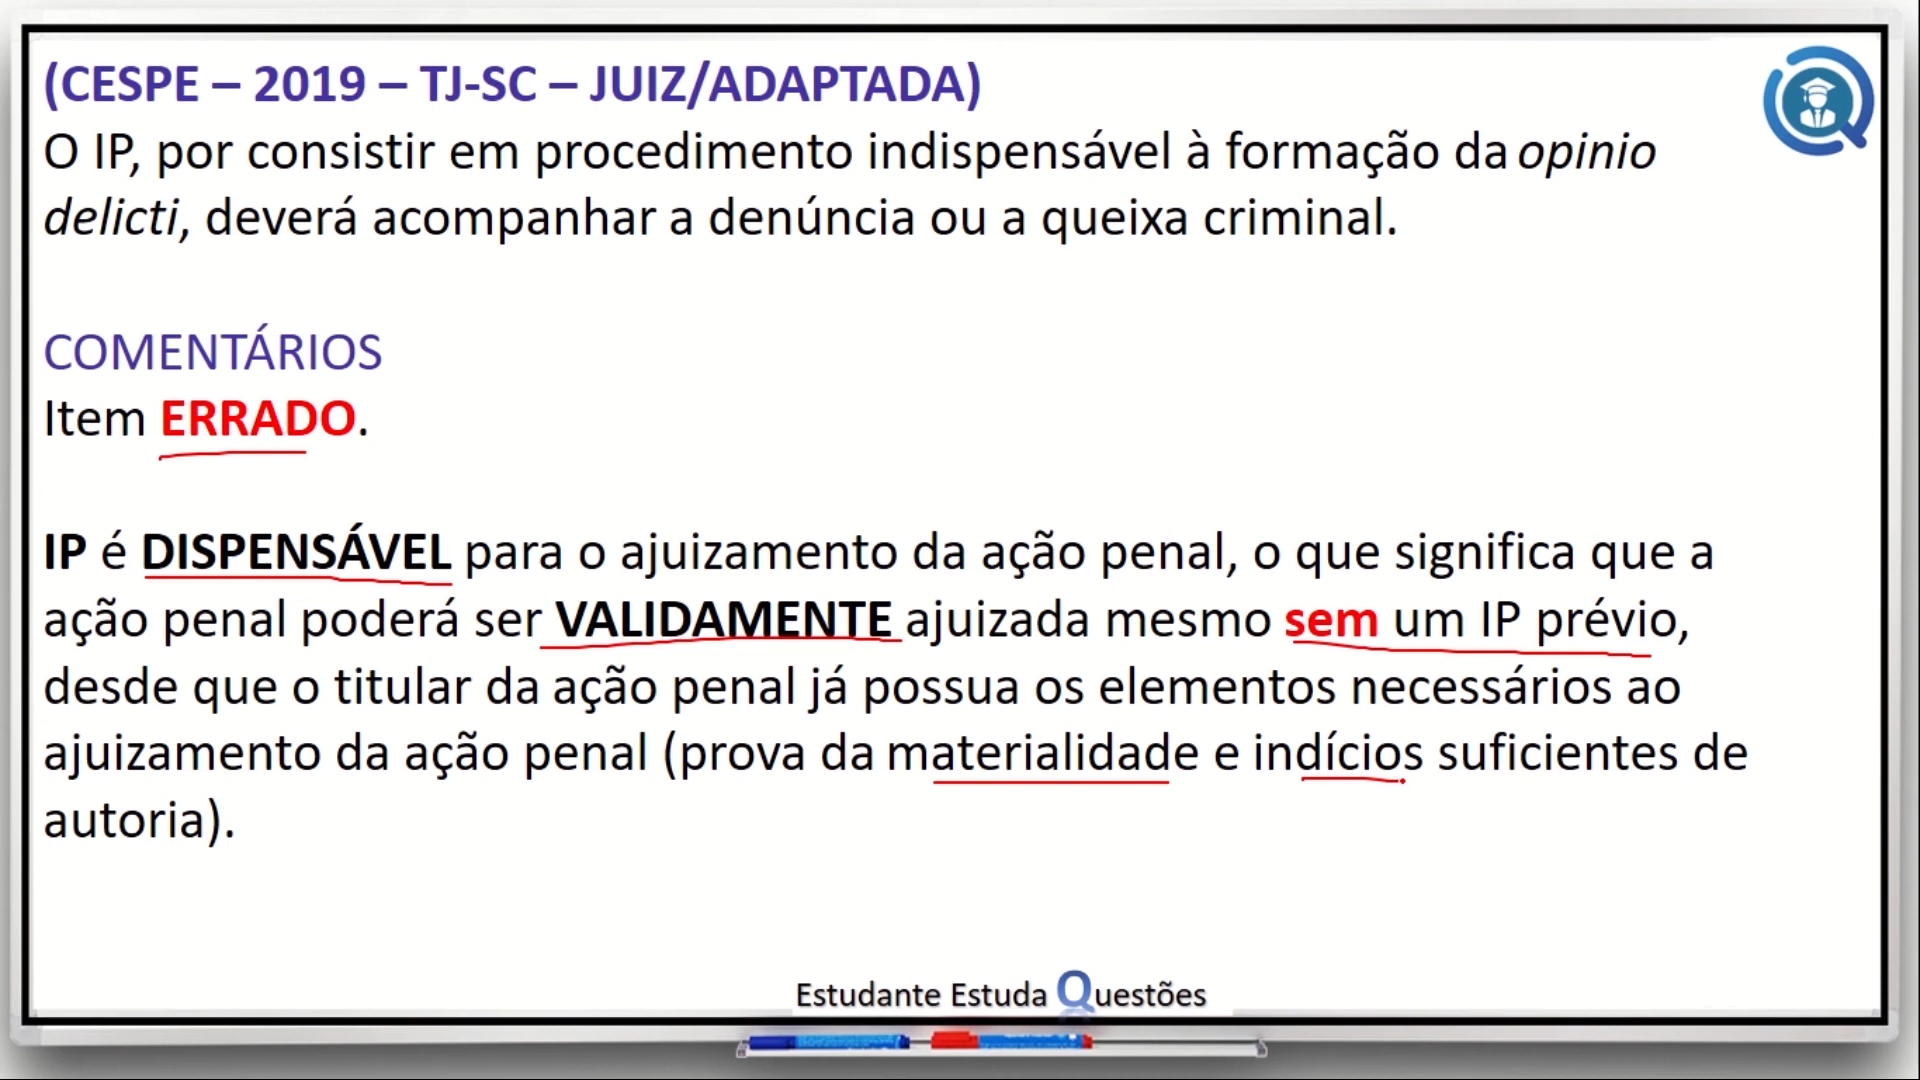 (CESPE – 2019 – TJ-SC – JUIZ/ADAPTADA)
O IP, por consistir em procedimento indispensável à formação da opinio
delicti, deverá acompanhar a denúncia ou a queixa criminal.
COMENTÁRIOS
Item ERRADO.
IP é DISPENSÁVEL para o ajuizamento da ação penal, o que significa que a
ação penal poderá ser VALIDAMENTE ajuizada mesmo sem um IP prévio,
desde que o titular da ação penal já possua os elementos necessários ao
ajuizamento da ação penal (prova da materialidade e indícios suficientes de
autoria).
Estudante Estuda Questões